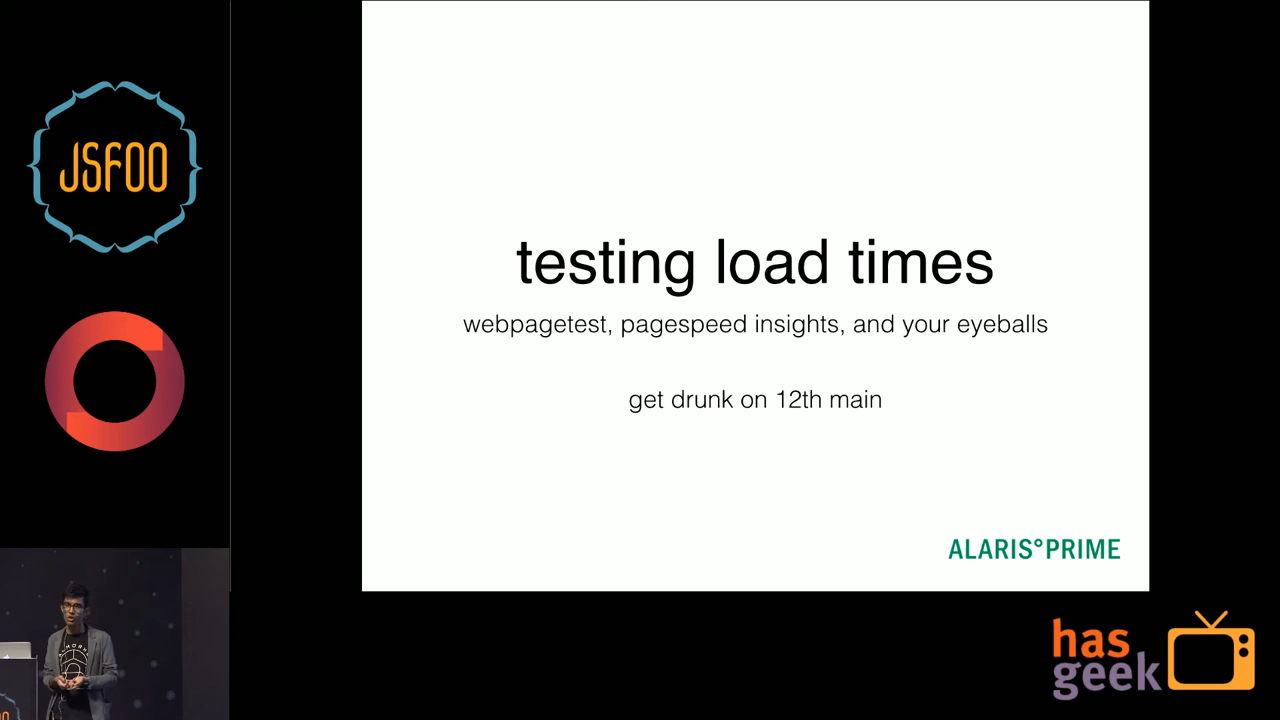 JSFOO
testing load times
webpagetest, pagespeed insights, and your eyeballs
get drunk on 12th main
ALARIS°PRIME
has
geek